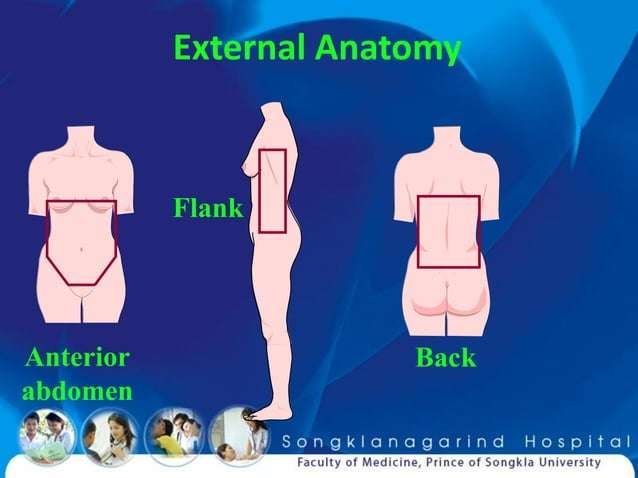 External Anatomy
Flank
Anterior
abdomen
Back
Songklanagarind Hospital
Faculty of Medicine, Prince of Songkla University